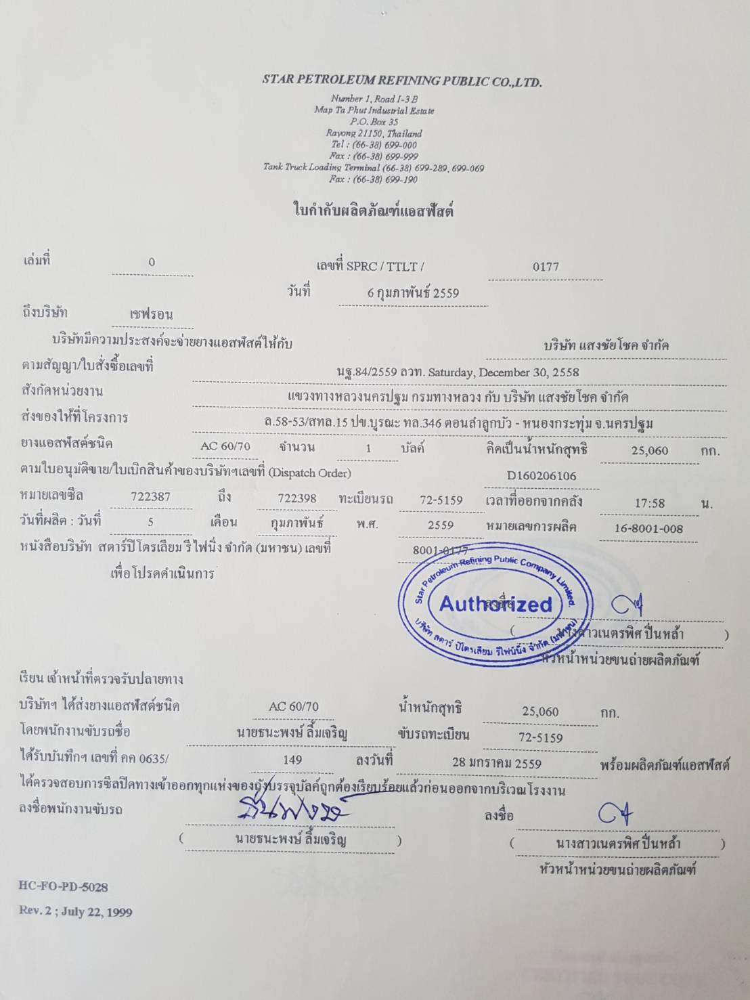 STAR PETROLEUM REFINING PUBLIC CO.,LTD.
Number 1, Road I-3 B
Map Ta Phut Industrial Estate
P.O. Box 35
Rayong 21150, Thailand
Tel : (66-38) 699-000
Fax : (66-38) 699-999
Tank Truck Loading Terminal (66-38) 699-289, 699-069
Fax : (66-38) 699-190
ใบกำกับผลิตภัณฑ์แอสฟัสต์
เล่มที่ 0 เลขที่ SPRC / TTLT / 0177
วันที่ 6 กุมภาพันธ์ 2559
ถึงบริษัท เชฟรอน
บริษัทมีความประสงค์จะจ่ายยางแอสฟัสต์ให้กับ บริษัท แสงชัยโชค จำกัด
ตามสัญญา/ใบสั่งซื้อเลขที่ นฐ.84/2559 ลวท. Saturday, December 30, 2558
สังกัดหน่วยงาน แขวงทางหลวงนครปฐม กรมทางหลวง กับ บริษัท แสงชัยโชค จำกัด
ส่งของให้ที่โครงการ ล.58-53/สทล.15 ปข.บูรณะ ทล.346 ตอนลำลูกบัว - หนองกระทุ่ม จ.นครปฐม
ยางแอสฟัสต์ชนิด AC 60/70 จำนวน 1 บัลค์ คิดเป็นน้ำหนักสุทธิ 25,060 กก.
ตามใบอนุมัติขาย/ใบเบิกสินค้าของบริษัทฯเลขที่ (Dispatch Order) D160206106
หมายเลขซีล 722387 ถึง 722398 ทะเบียนรถ 72-5159 เวลาที่ออกจากคลัง 17:58 น.
วันที่ผลิต : วันที่ 5 เดือน กุมภาพันธ์ พ.ศ. 2559 หมายเลขการผลิต 16-8001-008
หนังสือบริษัท สตาร์ปิโตรเลียม รีไฟนิ่ง จำกัด (มหาชน) เลขที่ 8001-0177
เพื่อโปรดดำเนินการ
Star Petroleum Refining Public Company Limited.
Authorized
บริษัท สตาร์ ปิโตรเลียม รีไฟน์นิ่ง จำกัด (มหาชน)
ลงชื่อ
( นางสาวเนตรพิศ ปิ่นหล้า )
หัวหน้าหน่วยขนถ่ายผลิตภัณฑ์
เรียน เจ้าหน้าที่ตรวจรับปลายทาง
บริษัทฯ ได้ส่งยางแอสฟัสต์ชนิด AC 60/70 น้ำหนักสุทธิ 25,060 กก.
โดยพนักงานขับรถชื่อ นายธนะพงษ์ ลิ้มเจริญ ขับรถทะเบียน 72-5159
ได้รับบันทึกฯ เลขที่ คค 0635/ 149 ลงวันที่ 28 มกราคม 2559 พร้อมผลิตภัณฑ์แอสฟัสต์
ได้ตรวจสอบการซีลปิดทางเข้าออกทุกแห่งของถังบรรจุบัลค์ถูกต้องเรียบร้อยแล้วก่อนออกจากบริเวณโรงงาน
ลงชื่อพนักงานขับรถ ลงชื่อ
( นายธนะพงษ์ ลิ้มเจริญ ) ( นางสาวเนตรพิศ ปิ่นหล้า )
หัวหน้าหน่วยขนถ่ายผลิตภัณฑ์
HC-FO-PD-5028
Rev. 2 ; July 22, 1999